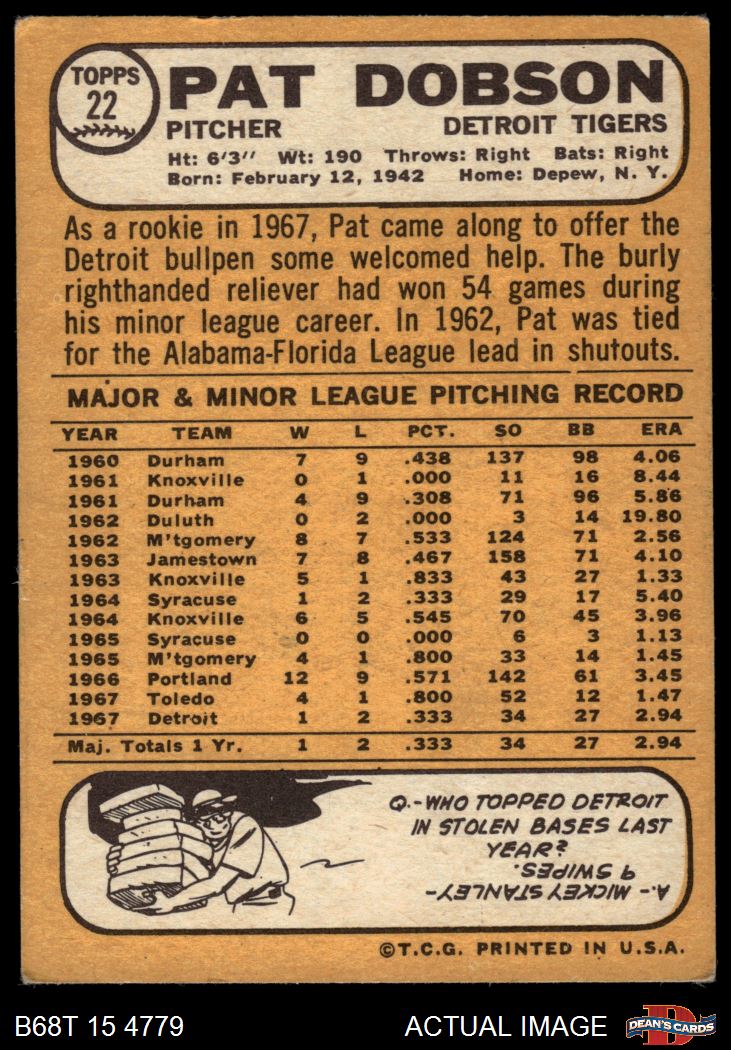 TOPPS
22
PAT DOBSON
PITCHER DETROIT TIGERS
Ht: 6'3" Wt: 190 Throws: Right Bats: Right
Born: February 12, 1942 Home: Depew, N. Y.
As a rookie in 1967, Pat came along to offer the
Detroit bullpen some welcomed help. The burly
righthanded reliever had won 54 games during
his minor league career. In 1962, Pat was tied
for the Alabama-Florida League lead in shutouts.
MAJOR & MINOR LEAGUE PITCHING RECORD
YEAR TEAM W L PCT. SO BB ERA
1960 Durham 7 9 .438 137 98 4.06
1961 Knoxville 0 1 .000 11 16 8.44
1961 Durham 4 9 .308 71 96 5.86
1962 Duluth 0 2 .000 3 14 19.80
1962 M'tgomery 8 7 .533 124 71 2.56
1963 Jamestown 7 8 .467 158 71 4.10
1963 Knoxville 5 1 .833 43 27 1.33
1964 Syracuse 1 2 .333 29 17 5.40
1964 Knoxville 6 5 .545 70 45 3.96
1965 Syracuse 0 0 .000 6 3 1.13
1965 M'tgomery 4 1 .800 33 14 1.45
1966 Portland 12 9 .571 142 61 3.45
1967 Toledo 4 1 .800 52 12 1.47
1967 Detroit 1 2 .333 34 27 2.94
Maj. Totals 1 Yr. 1 2 .333 34 27 2.94
Q.-WHO TOPPED DETROIT
IN STOLEN BASES LAST
YEAR?
A.- MICKEY STANLEY-
9 SWIPES.
©T.C.G. PRINTED IN U.S.A.
B68T 15 4779 ACTUAL IMAGE
D
DEAN'S CARDS